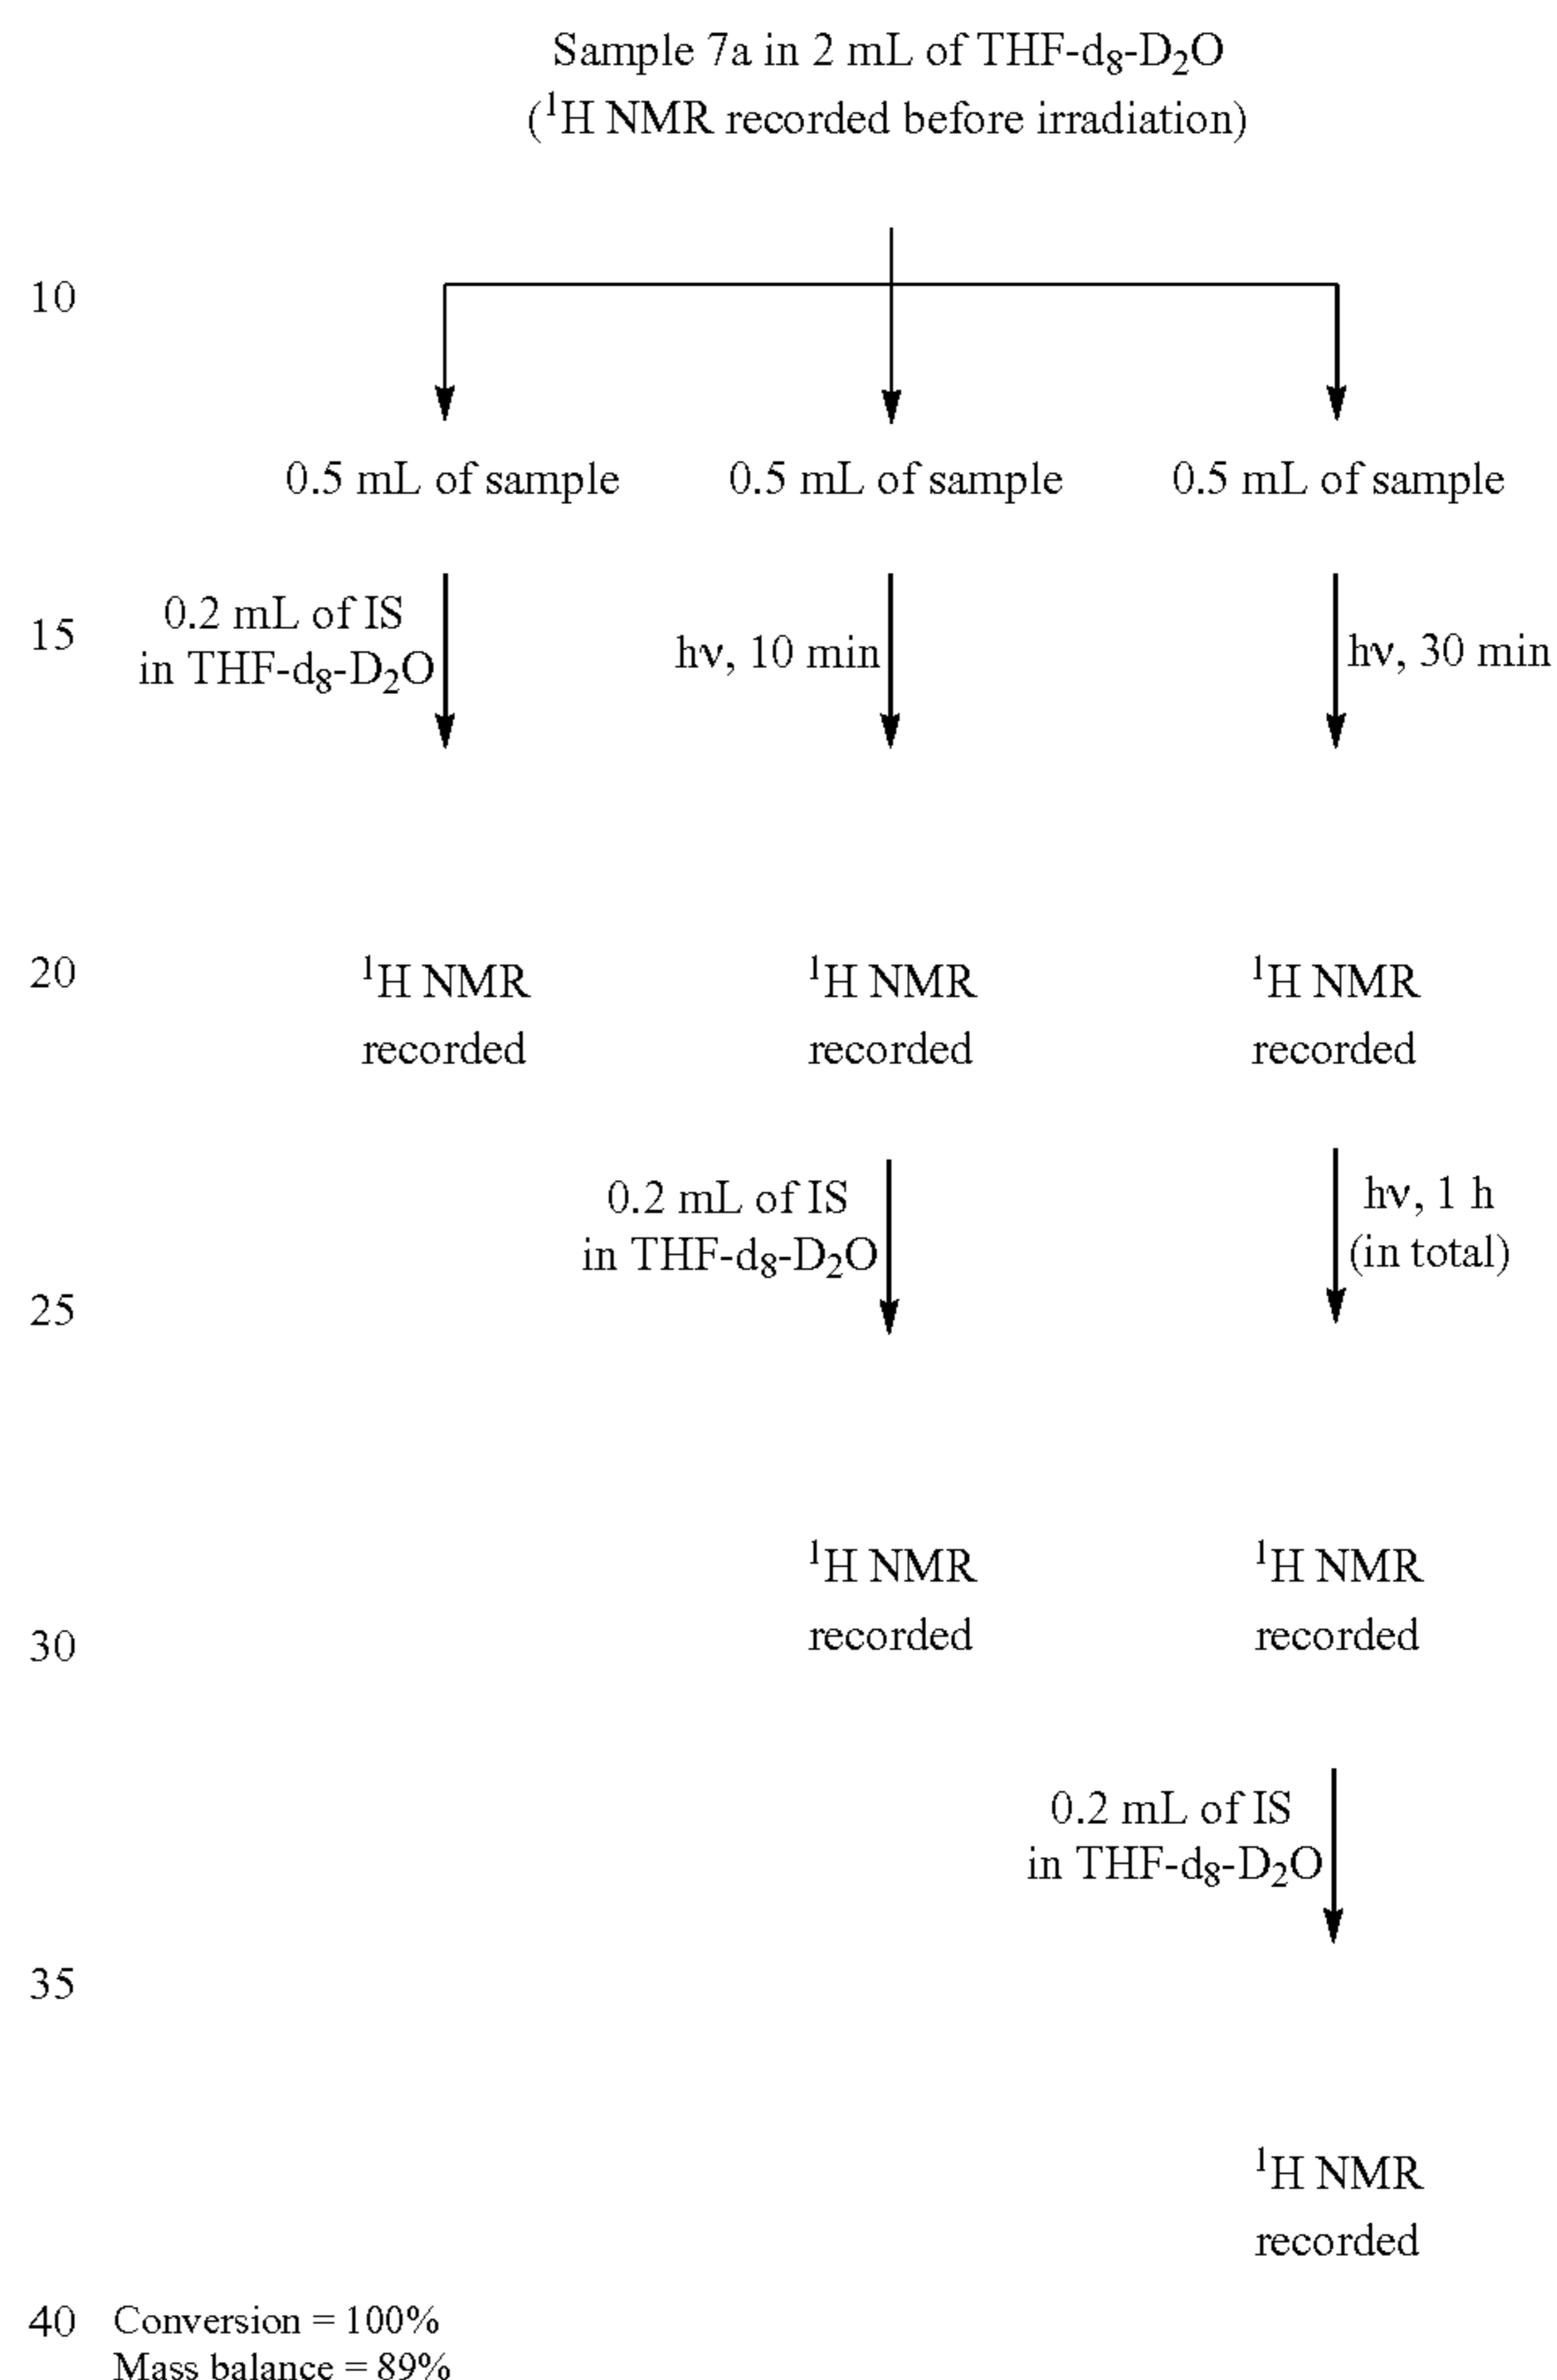 Sample 7a in 2 mL of THF-d8-D2O
(1H NMR recorded before irradiation)
10
0.5 mL of sample 0.5 mL of sample 0.5 mL of sample
15
0.2 mL of IS
in THF-d8-D2O
hν, 10 min
hν, 30 min
20
1H NMR 1H NMR 1H NMR
recorded recorded recorded
0.2 mL of IS
in THF-d8-D2O
hν, 1 h
(in total)
25
1H NMR 1H NMR
30
recorded recorded
0.2 mL of IS
in THF-d8-D2O
35
1H NMR
recorded
40 Conversion = 100%
Mass balance = 89%